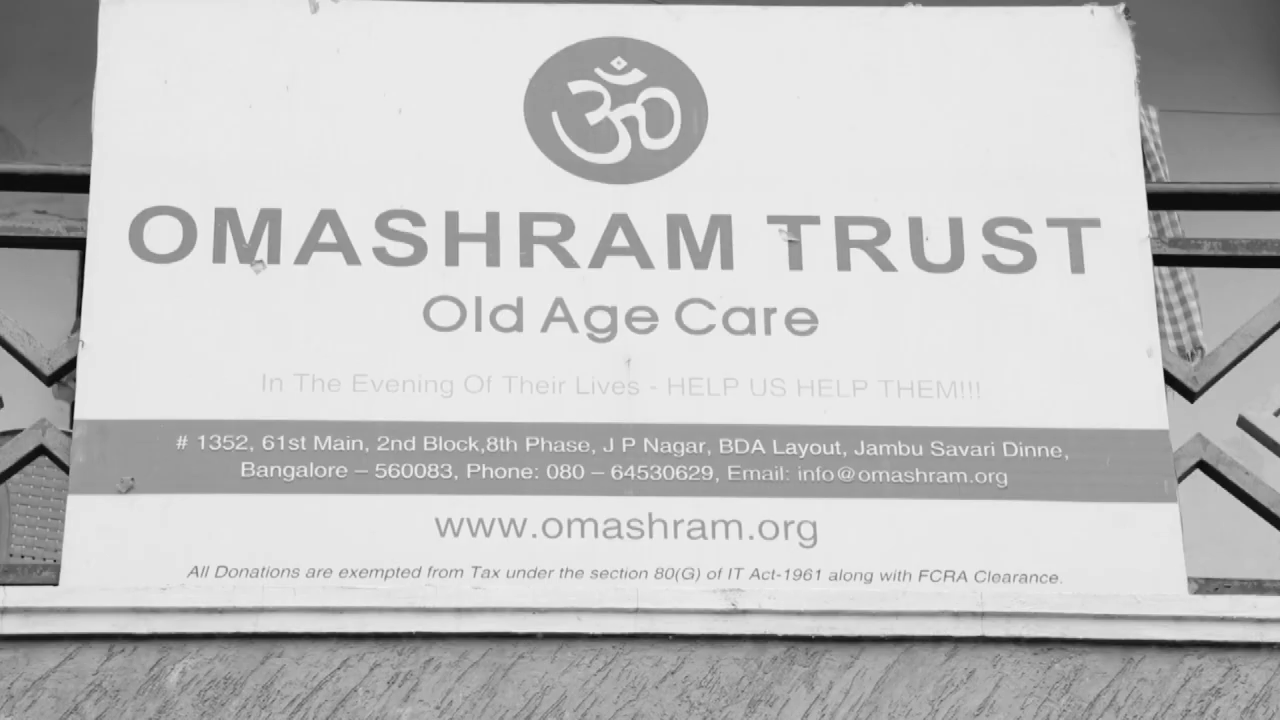 ॐ
OMASHRAM TRUST
Old Age Care
In The Evening Of Their Lives - HELP US HELP THEM!!!
# 1352, 61st Main, 2nd Block,8th Phase, J P Nagar, BDA Layout, Jambu Savari Dinne,
Bangalore – 560083, Phone: 080 – 64530629, Email: info@omashram.org
www.omashram.org
All Donations are exempted from Tax under the section 80(G) of IT Act-1961 along with FCRA Clearance.